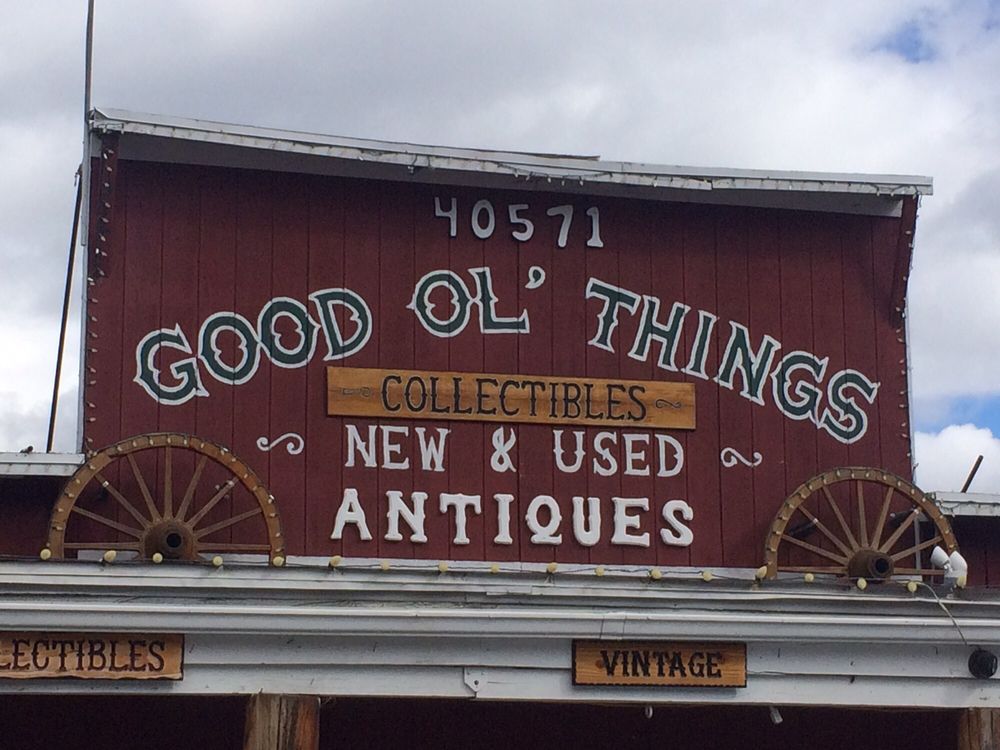 40571
GOOD OL' THINGS
COLLECTIBLES
NEW & USED
ANTIQUES
LECTIBLES
VINTAGE